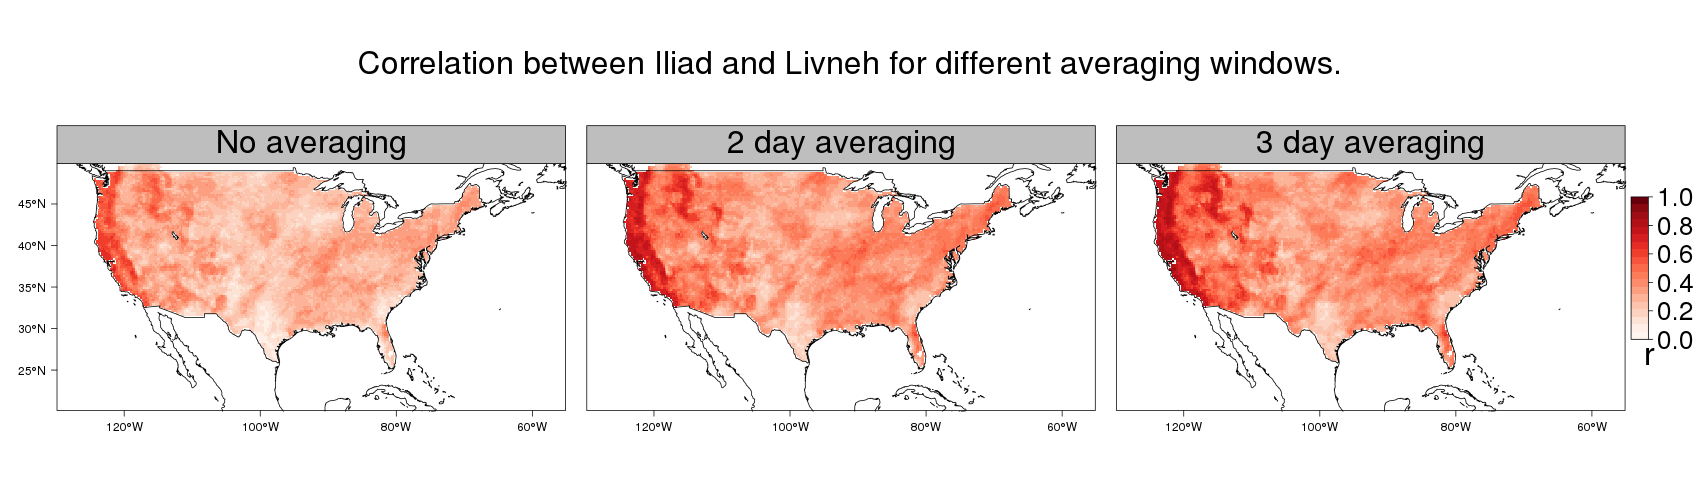 Correlation between Iliad and Livneh for different averaging windows.
No averaging
2 day averaging
3 day averaging
45°N
40°N
35°N
30°N
25°N
120°W
100°W
80°W
60°W
120°W
100°W
80°W
60°W
120°W
100°W
80°W
60°W
1.0
0.8
0.6
0.4
0.2
0.0
r